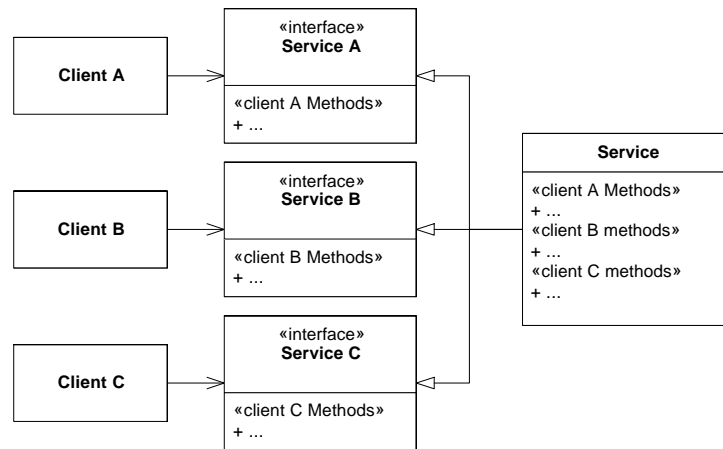 Client A
«interface»
Service A
«client A Methods»
+ ...
Client B
«interface»
Service B
«client B Methods»
+ ...
Client C
«interface»
Service C
«client C Methods»
+ ...
Service
«client A Methods»
+ ...
«client B methods»
+ ...
«client C methods»
+ ...